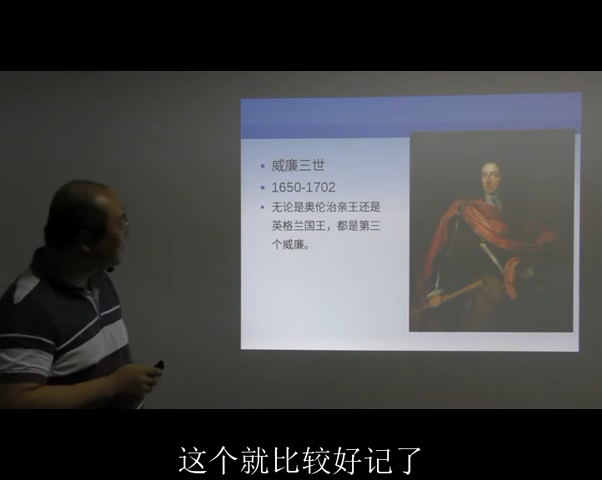 威廉三世
1650-1702
无论是奥伦治亲王还是
英格兰国王，都是第三
个威廉。
这个就比较好记了